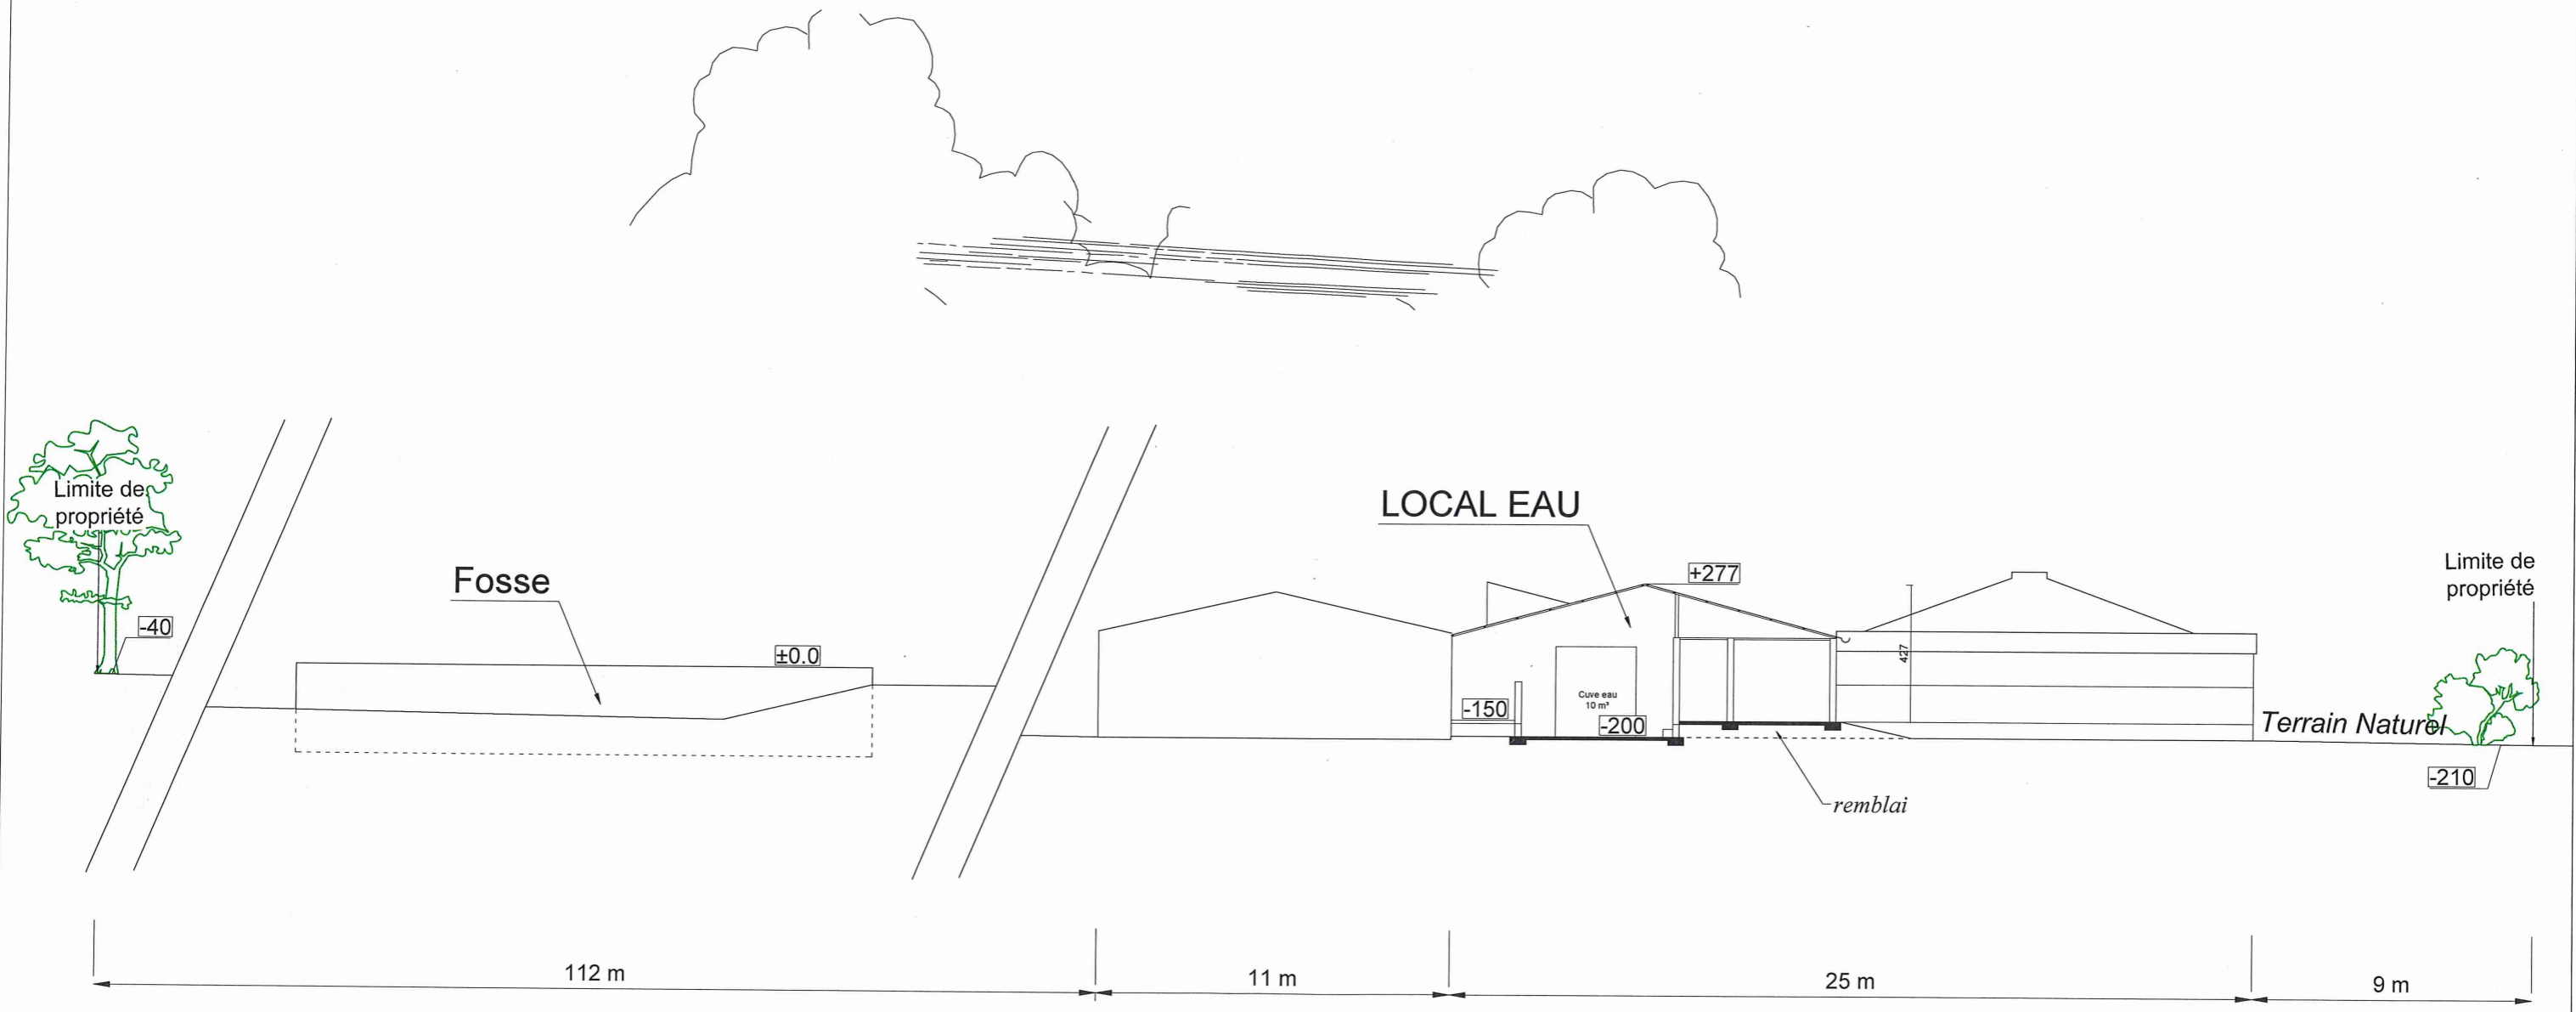 Limite de
propriété
-40
Fosse
±0.0
LOCAL EAU
+277
-150
Cuve eau
10 m³
-200
427
remblai
Limite de
propriété
Terrain Naturel
-210
112 m
11 m
25 m
9 m